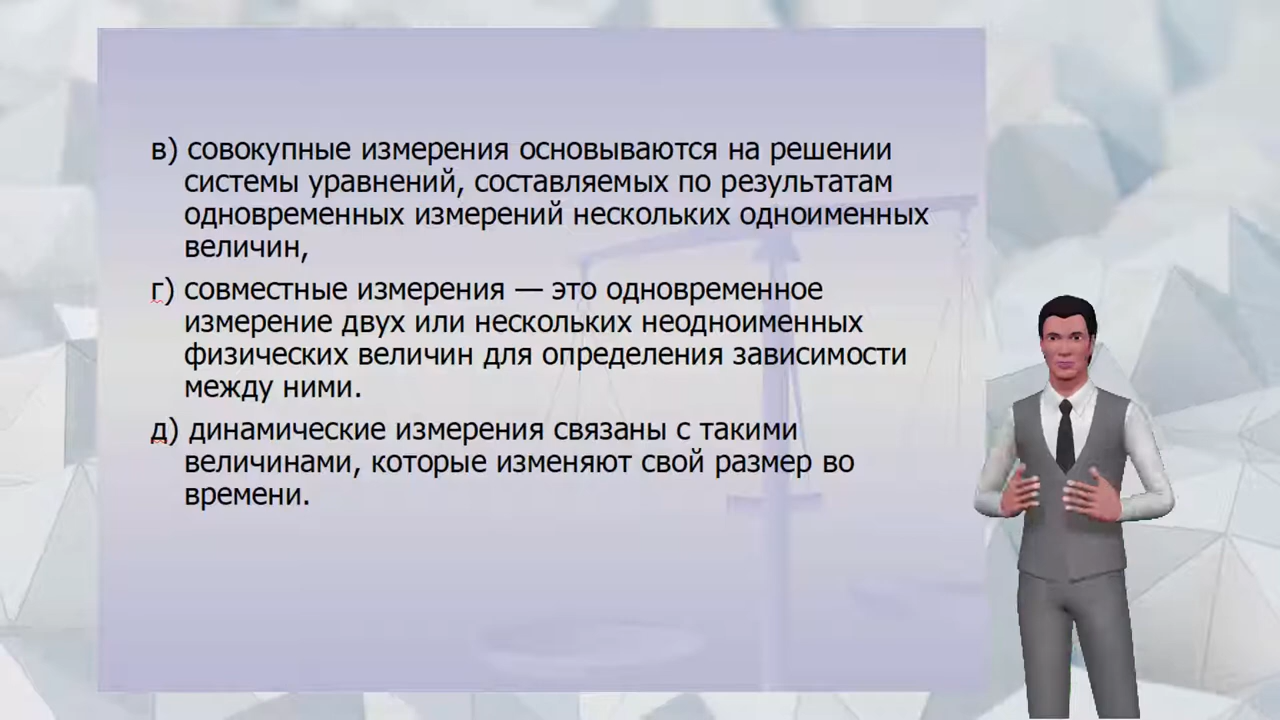 в) совокупные измерения основываются на решении
системы уравнений, составляемых по результатам
одновременных измерений нескольких одноименных
величин,
г) совместные измерения — это одновременное
измерение двух или нескольких неодноименных
физических величин для определения зависимости
между ними.
д) динамические измерения связаны с такими
величинами, которые изменяют свой размер во
времени.